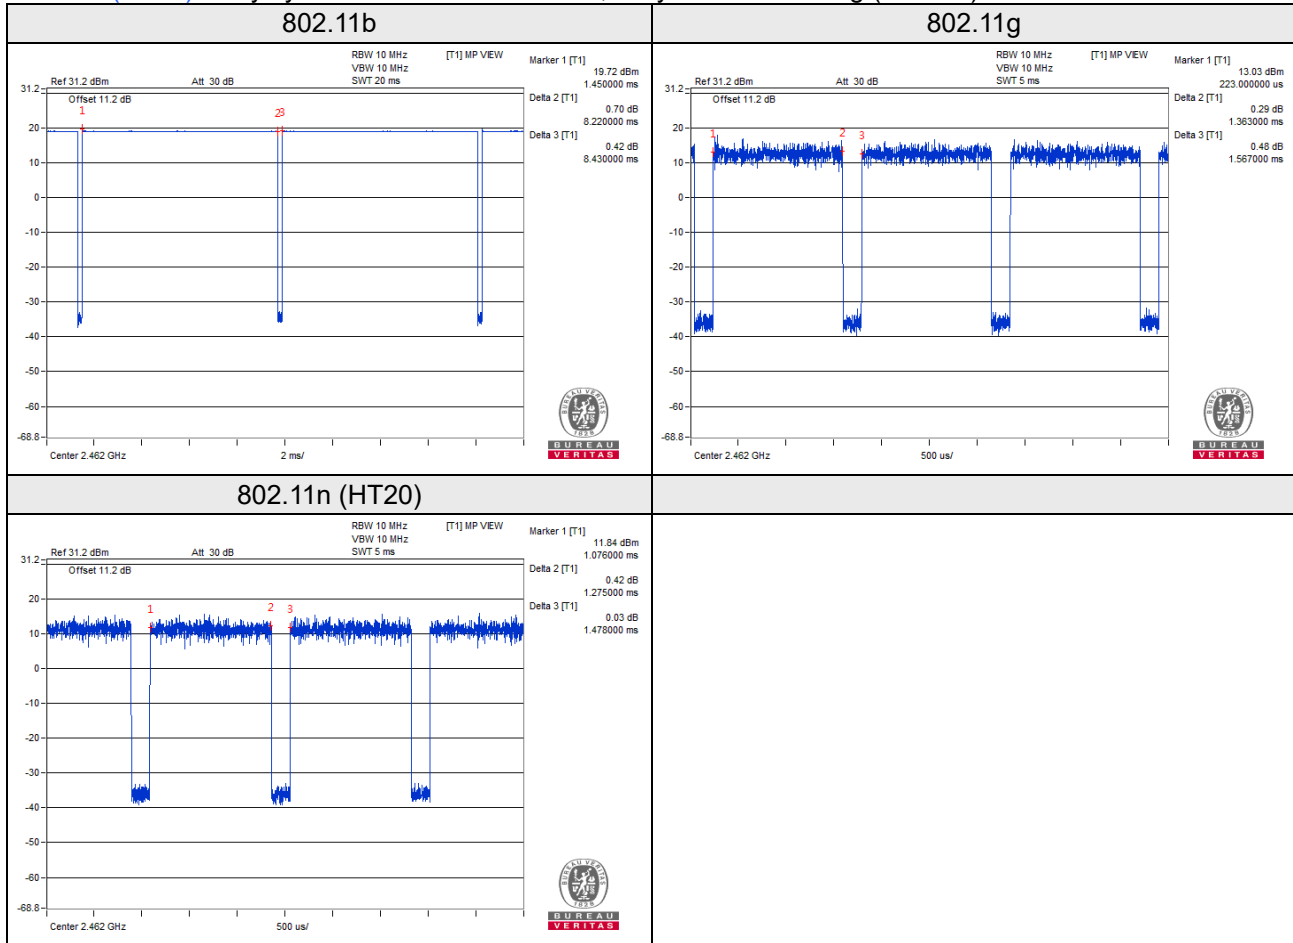 802.11b
802.11g
RBW 10 MHz
[T1] MP VIEW
VBW 10 MHz
Ref 31.2 dBm
Att 30 dB
SWT 20 ms
Marker 1 [T1]
19.72 dBm
1.450000 ms
Delta 2 [T1]
0.70 dB
8.220000 ms
Delta 3 [T1]
0.42 dB
8.430000 ms
31.2
Offset 11.2 dB
1
23
20
10
0
-10
-20
-30
-40
-50
-60
-68.8
Center 2.462 GHz
2 ms/
BUREAU VERITAS
1828
BUREAU
VERITAS
RBW 10 MHz
[T1] MP VIEW
VBW 10 MHz
Ref 31.2 dBm
Att 30 dB
SWT 5 ms
Marker 1 [T1]
13.03 dBm
223.000000 us
Delta 2 [T1]
0.29 dB
1.363000 ms
Delta 3 [T1]
0.48 dB
1.567000 ms
31.2
Offset 11.2 dB
1
2
3
20
10
0
-10
-20
-30
-40
-50
-60
-68.8
Center 2.462 GHz
500 us/
BUREAU VERITAS
1828
BUREAU
VERITAS
802.11n (HT20)
RBW 10 MHz
[T1] MP VIEW
VBW 10 MHz
Ref 31.2 dBm
Att 30 dB
SWT 5 ms
Marker 1 [T1]
11.84 dBm
1.076000 ms
Delta 2 [T1]
0.42 dB
1.275000 ms
Delta 3 [T1]
0.03 dB
1.478000 ms
31.2
Offset 11.2 dB
1
2
3
20
10
0
-10
-20
-30
-40
-50
-60
-68.8
Center 2.462 GHz
500 us/
BUREAU VERITAS
1828
BUREAU
VERITAS